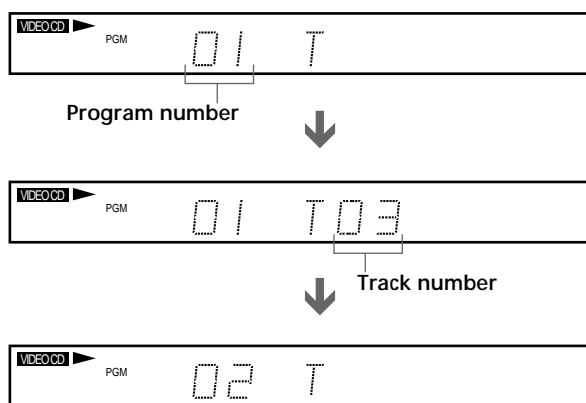 VIDEO CD
PGM 01 T
Program number
VIDEO CD
PGM 01 T03
Track number
VIDEO CD
PGM 02 T